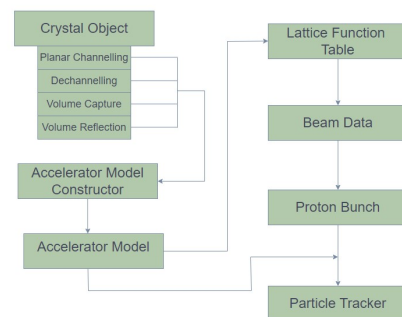 Crystal Object
Planar Channelling
Dechannelling
Volume Capture
Volume Reflection
Accelerator Model
Constructor
Accelerator Model
Lattice Function
Table
Beam Data
Proton Bunch
Particle Tracker